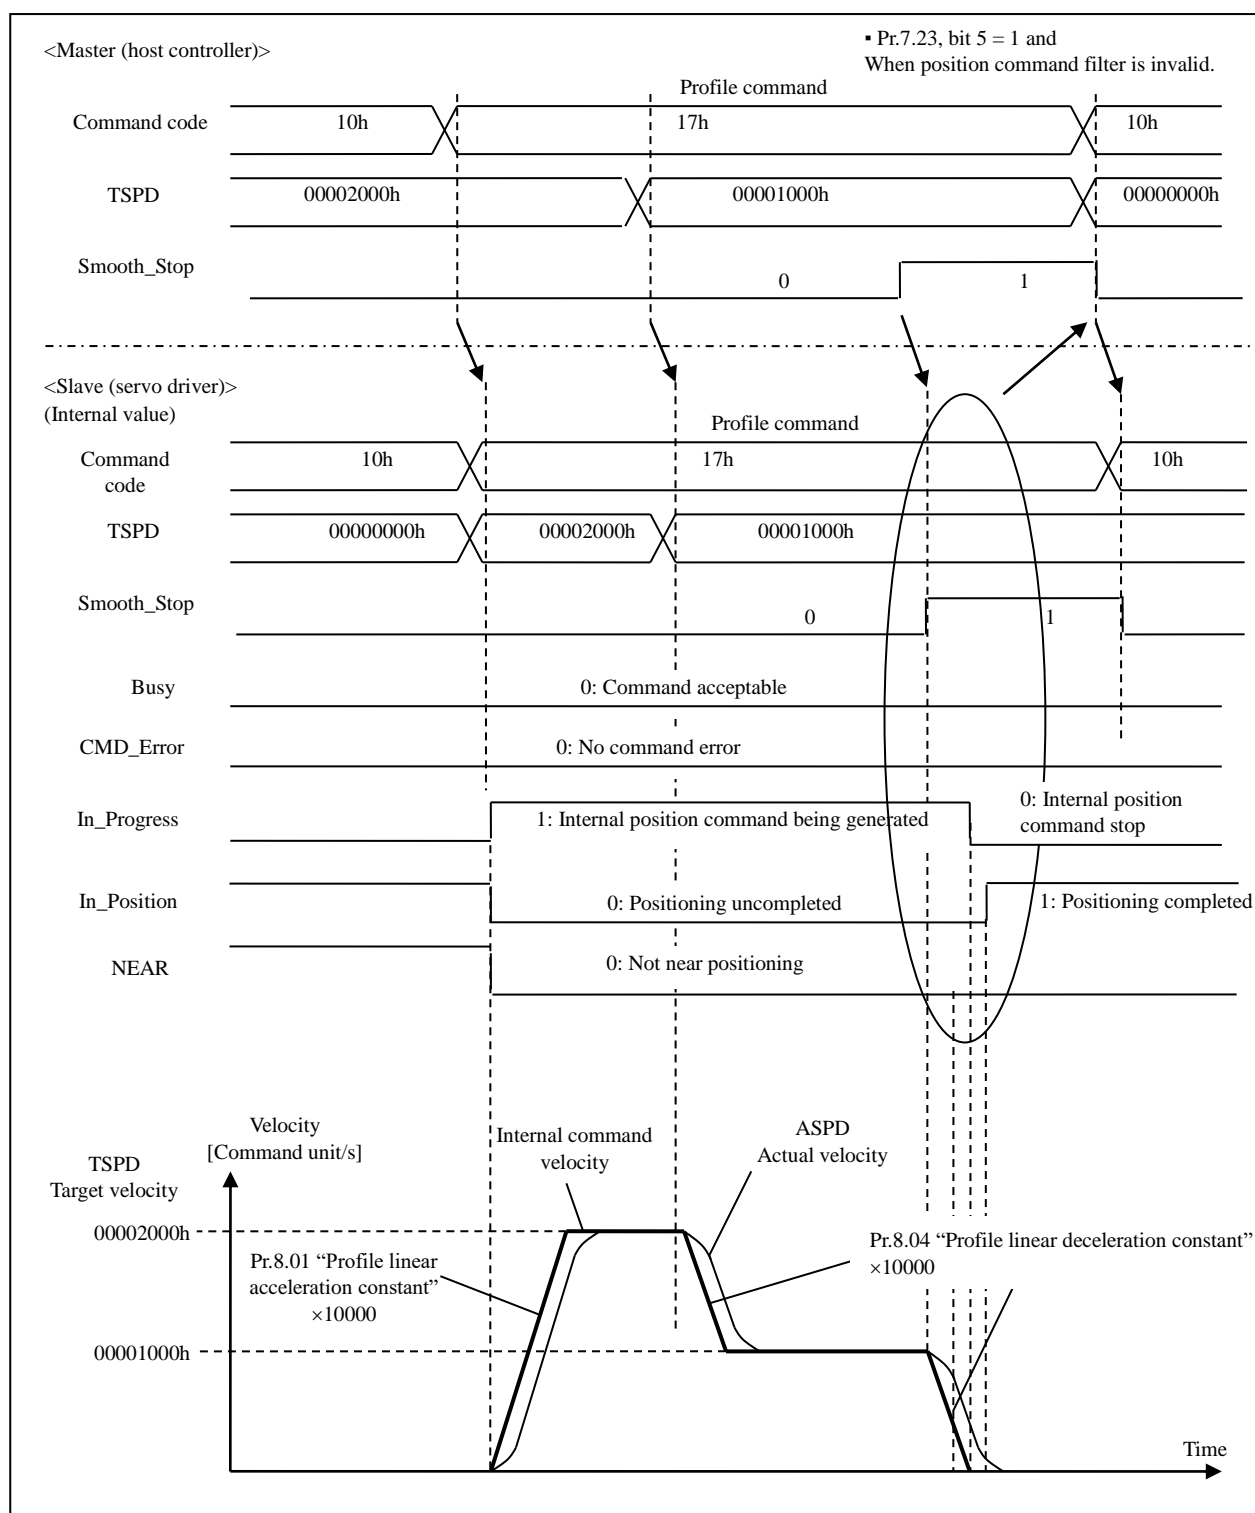 <Master (host controller)>
▪ Pr.7.23, bit 5 = 1 and
When position command filter is invalid.
Profile command
Command code
10h
17h
10h
TSPD
00002000h
00001000h
00000000h
Smooth_Stop
0
1
<Slave (servo driver)>
(Internal value)
Profile command
Command
code
10h
17h
10h
TSPD
00000000h
00002000h
00001000h
Smooth_Stop
0
1
Busy
0: Command acceptable
CMD_Error
0: No command error
In_Progress
1: Internal position command being generated
0: Internal position
command stop
In_Position
0: Positioning uncompleted
1: Positioning completed
NEAR
0: Not near positioning
Velocity
[Command unit/s]
Internal command
velocity
ASPD
Actual velocity
TSPD
Target velocity
00002000h
Pr.8.01 “Profile linear
acceleration constant”
×10000
Pr.8.04 “Profile linear deceleration constant”
×10000
00001000h
Time